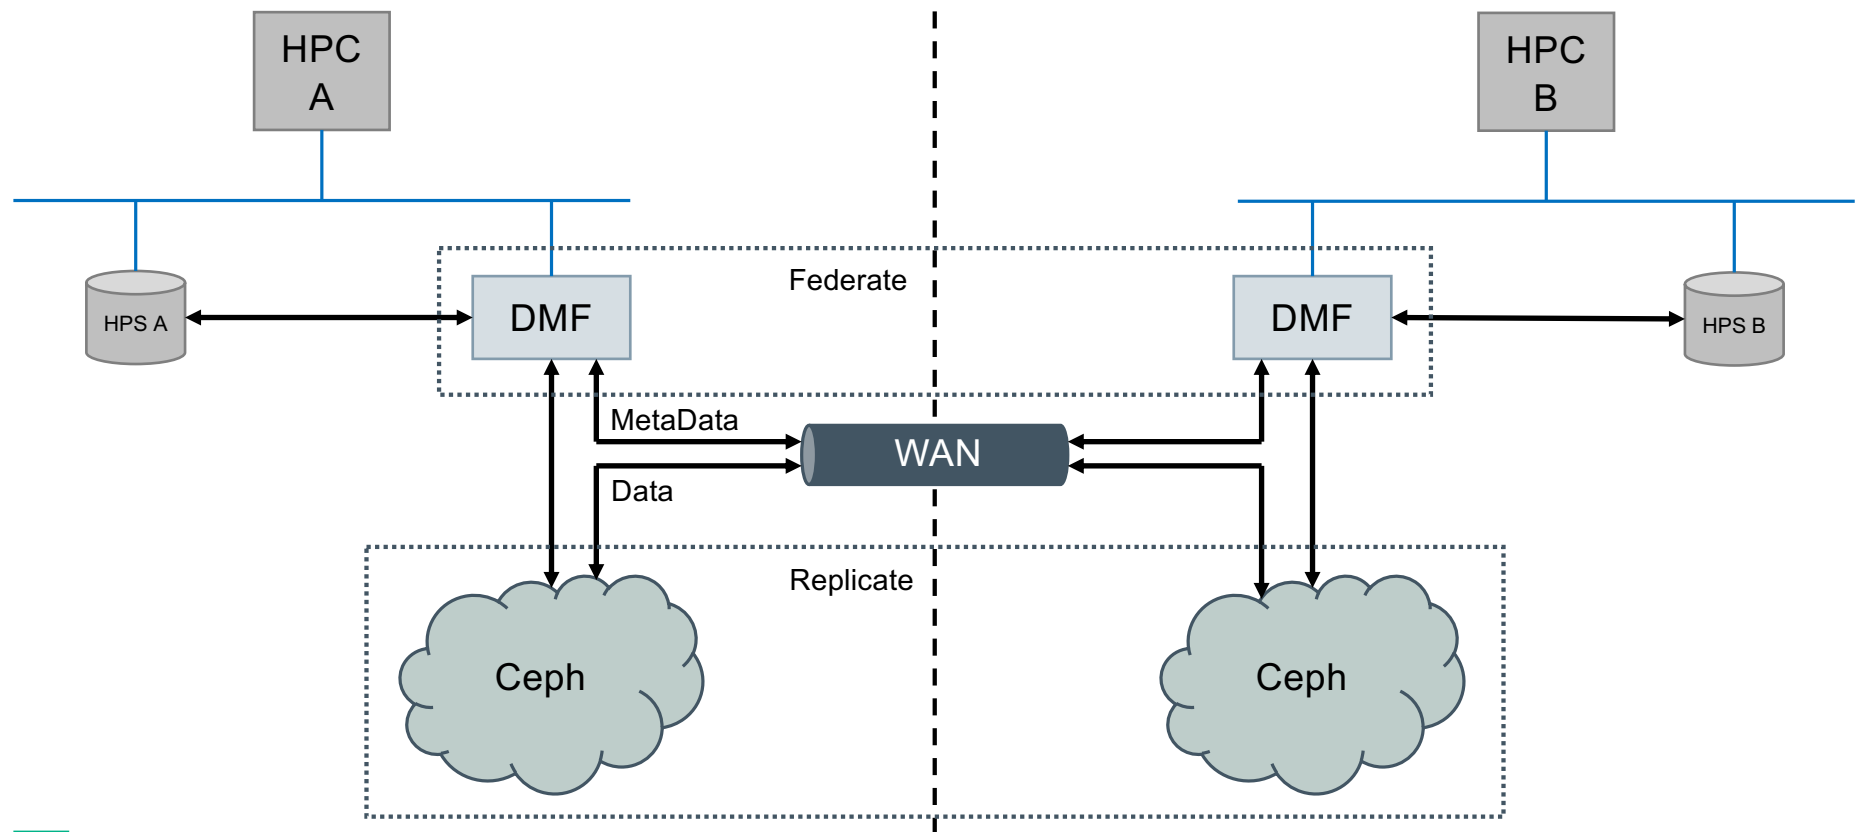 HPC
A
HPC
B
Federate
HPS A
DMF
DMF
HPS B
MetaData
WAN
Data
Replicate
Ceph
Ceph